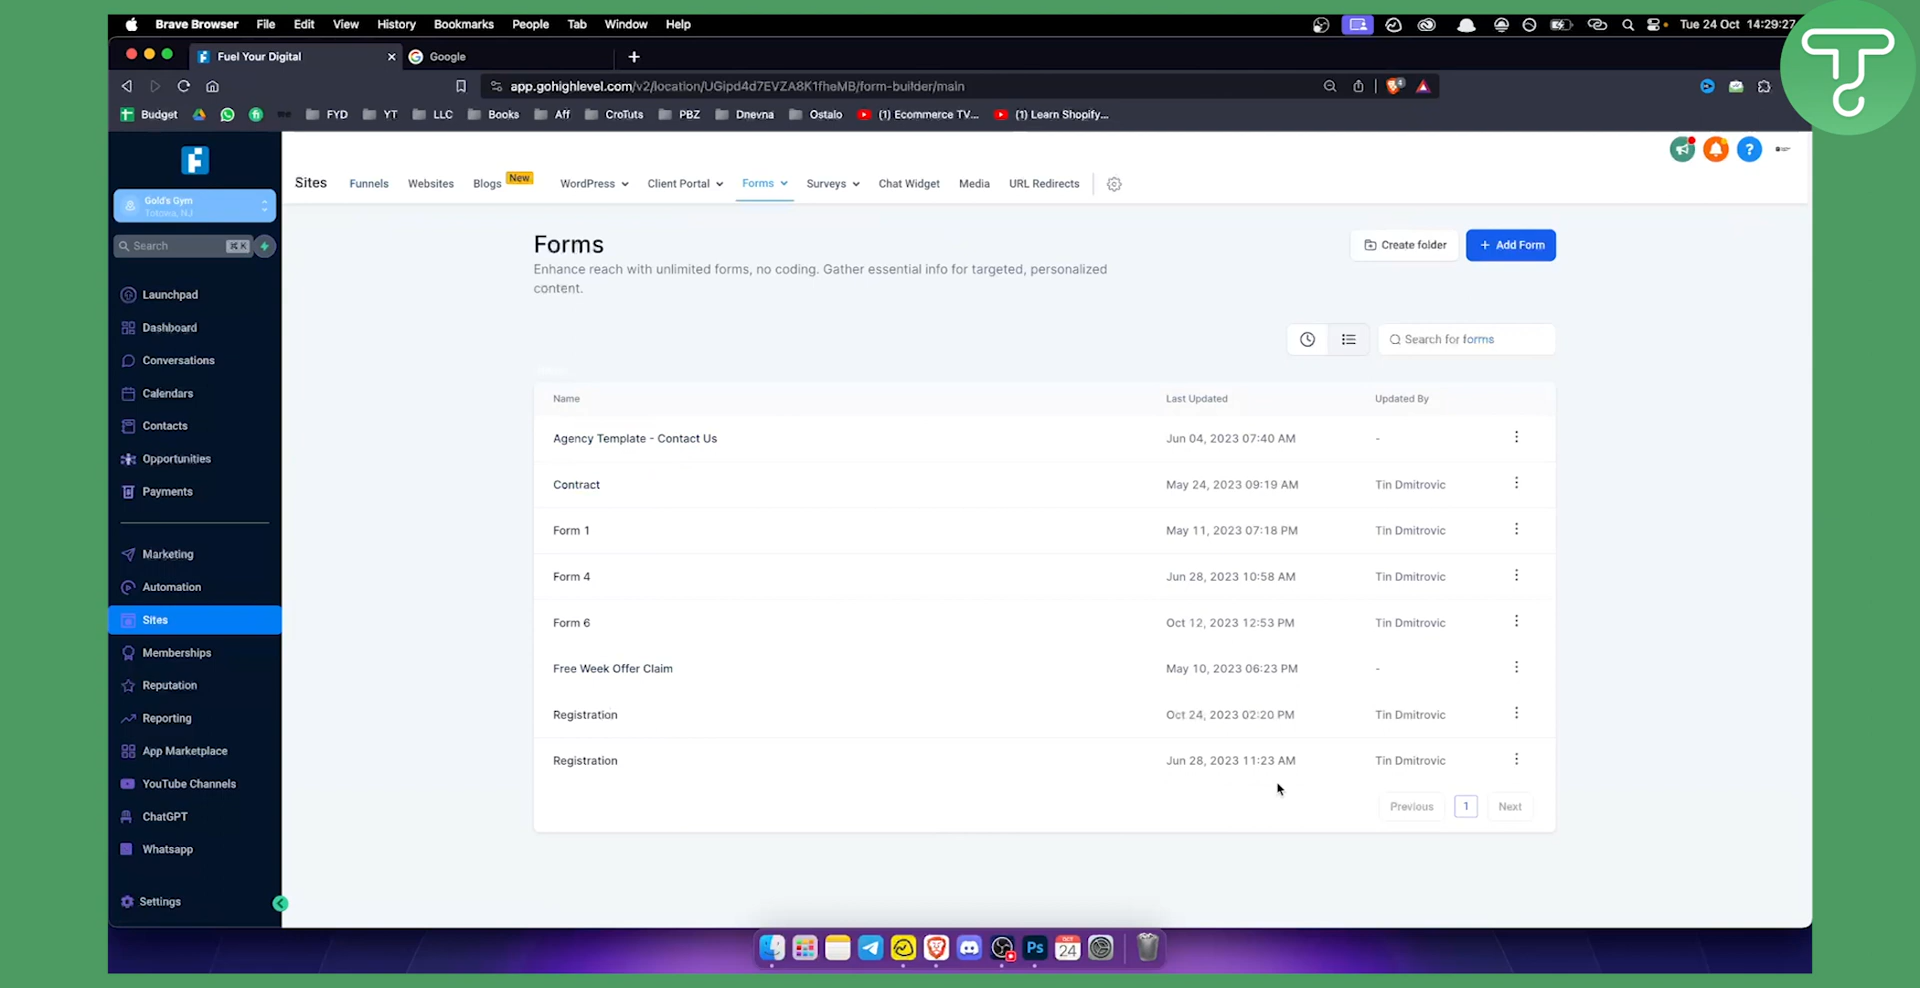 Brave Browser File Edit View History Bookmarks People Tab Window Help Tue 24 Oct 14:29:27
Fuel Your Digital Google
app.gohighlevel.com/v2/location/UGipd4d7EVZA8K1fheMB/form-builder/main
Budget FYD YT LLC Books Aff CroTuts PBZ Dnevna Ostalo (1) Ecommerce TV... (1) Learn Shopify...
Sites Funnels Websites Blogs New WordPress Client Portal Forms Surveys Chat Widget Media URL Redirects
Gold's Gym
Totowa, NJ
Search ⌘ K
Launchpad
Dashboard
Conversations
Calendars
Contacts
Opportunities
Payments
Marketing
Automation
Sites
Memberships
Reputation
Reporting
App Marketplace
YouTube Channels
ChatGPT
Whatsapp
Settings
Forms
Create folder + Add Form
Enhance reach with unlimited forms, no coding. Gather essential info for targeted, personalized
content.
Search for forms
Name Last Updated Updated By
Agency Template - Contact Us Jun 04, 2023 07:40 AM -
Contract May 24, 2023 09:19 AM Tin Dmitrovic
Form 1 May 11, 2023 07:18 PM Tin Dmitrovic
Form 4 Jun 28, 2023 10:58 AM Tin Dmitrovic
Form 6 Oct 12, 2023 12:53 PM Tin Dmitrovic
Free Week Offer Claim May 10, 2023 06:23 PM -
Registration Oct 24, 2023 02:20 PM Tin Dmitrovic
Registration Jun 28, 2023 11:23 AM Tin Dmitrovic
Previous 1 Next
Ps
OCT
24